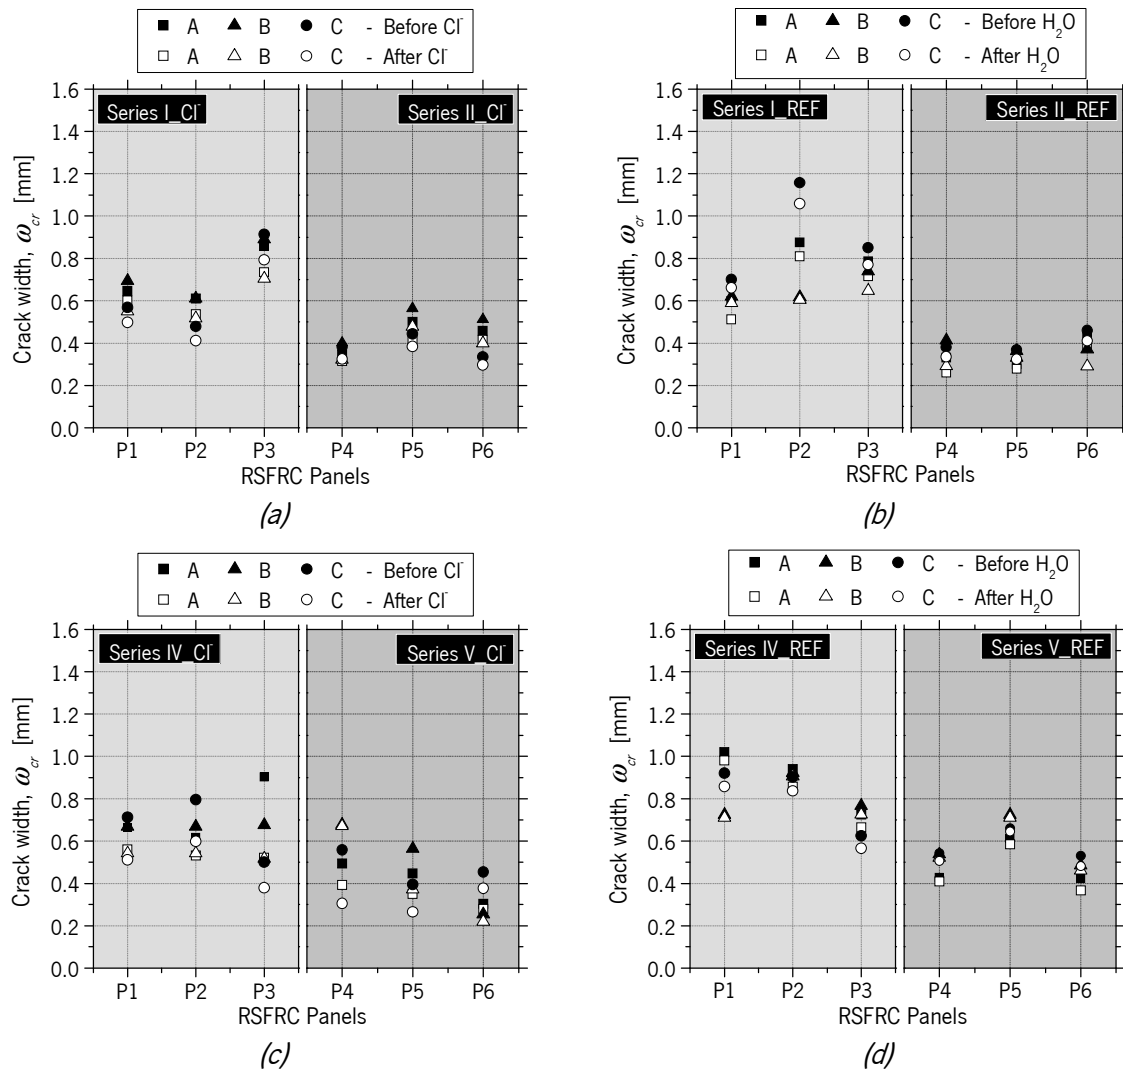 A B C - Before Cl⁻
A B C - After Cl⁻
Series I_Cl⁻
Series II_Cl⁻
Crack width, ω_cr [mm]
1.6
1.4
1.2
1.0
0.8
0.6
0.4
0.2
0.0
P1 P2 P3 P4 P5 P6
RSFRC Panels
(a)
A B C - Before H₂O
A B C - After H₂O
Series I_REF
Series II_REF
Crack width, ω_cr [mm]
1.6
1.4
1.2
1.0
0.8
0.6
0.4
0.2
0.0
P1 P2 P3 P4 P5 P6
RSFRC Panels
(b)
A B C - Before Cl⁻
A B C - After Cl⁻
Series IV_Cl⁻
Series V_Cl⁻
Crack width, ω_cr [mm]
1.6
1.4
1.2
1.0
0.8
0.6
0.4
0.2
0.0
P1 P2 P3 P4 P5 P6
RSFRC Panels
(c)
A B C - Before H₂O
A B C - After H₂O
Series IV_REF
Series V_REF
Crack width, ω_cr [mm]
1.6
1.4
1.2
1.0
0.8
0.6
0.4
0.2
0.0
P1 P2 P3 P4 P5 P6
RSFRC Panels
(d)